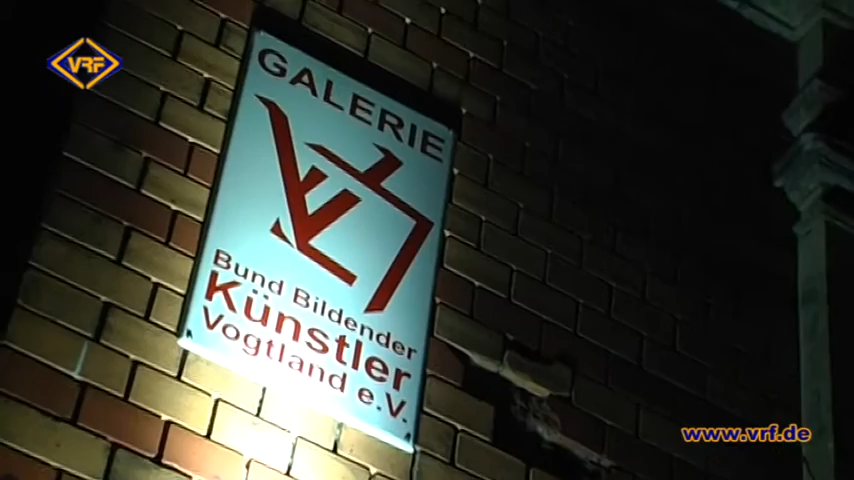 VRF
GALERIE
Bund Bildender
Künstler
Vogtland e.V.
www.vrf.de